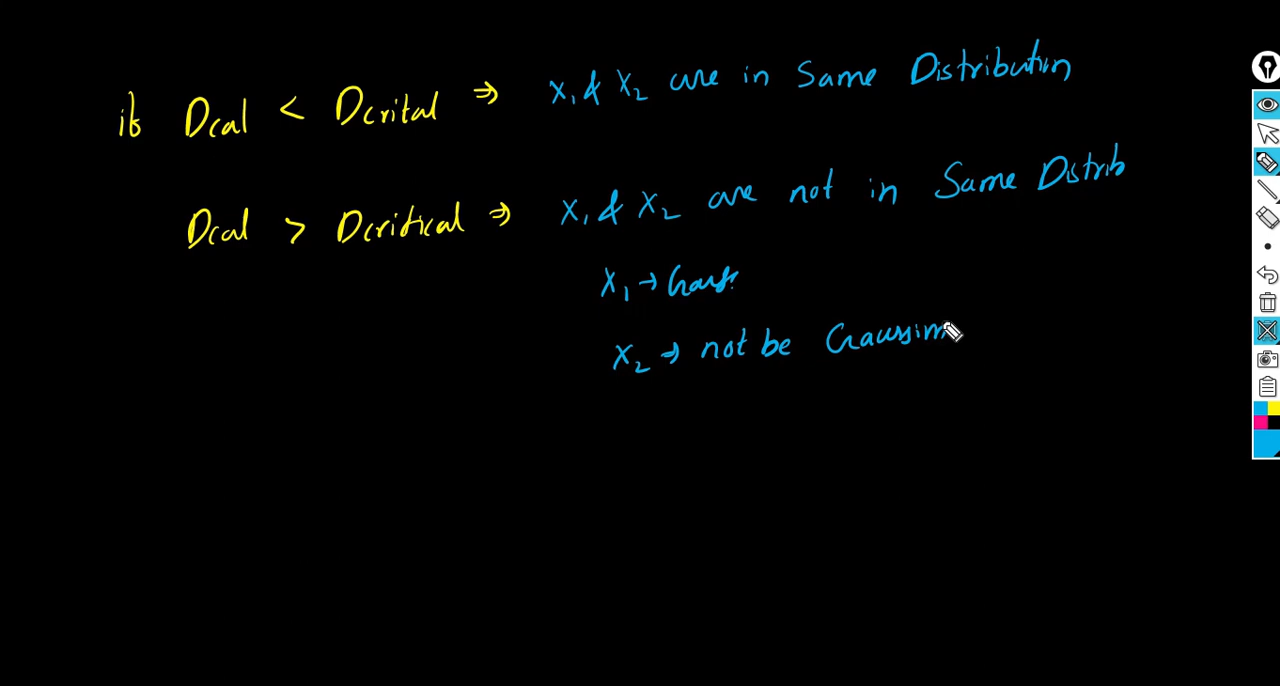 if Dcal < Dcrital ⇒ X₁ & X₂ are in Same Distribution
Dcal > Dcritical ⇒ X₁ & X₂ are not in Same Distrib
X₁ →
X₂ → not be Gaussian